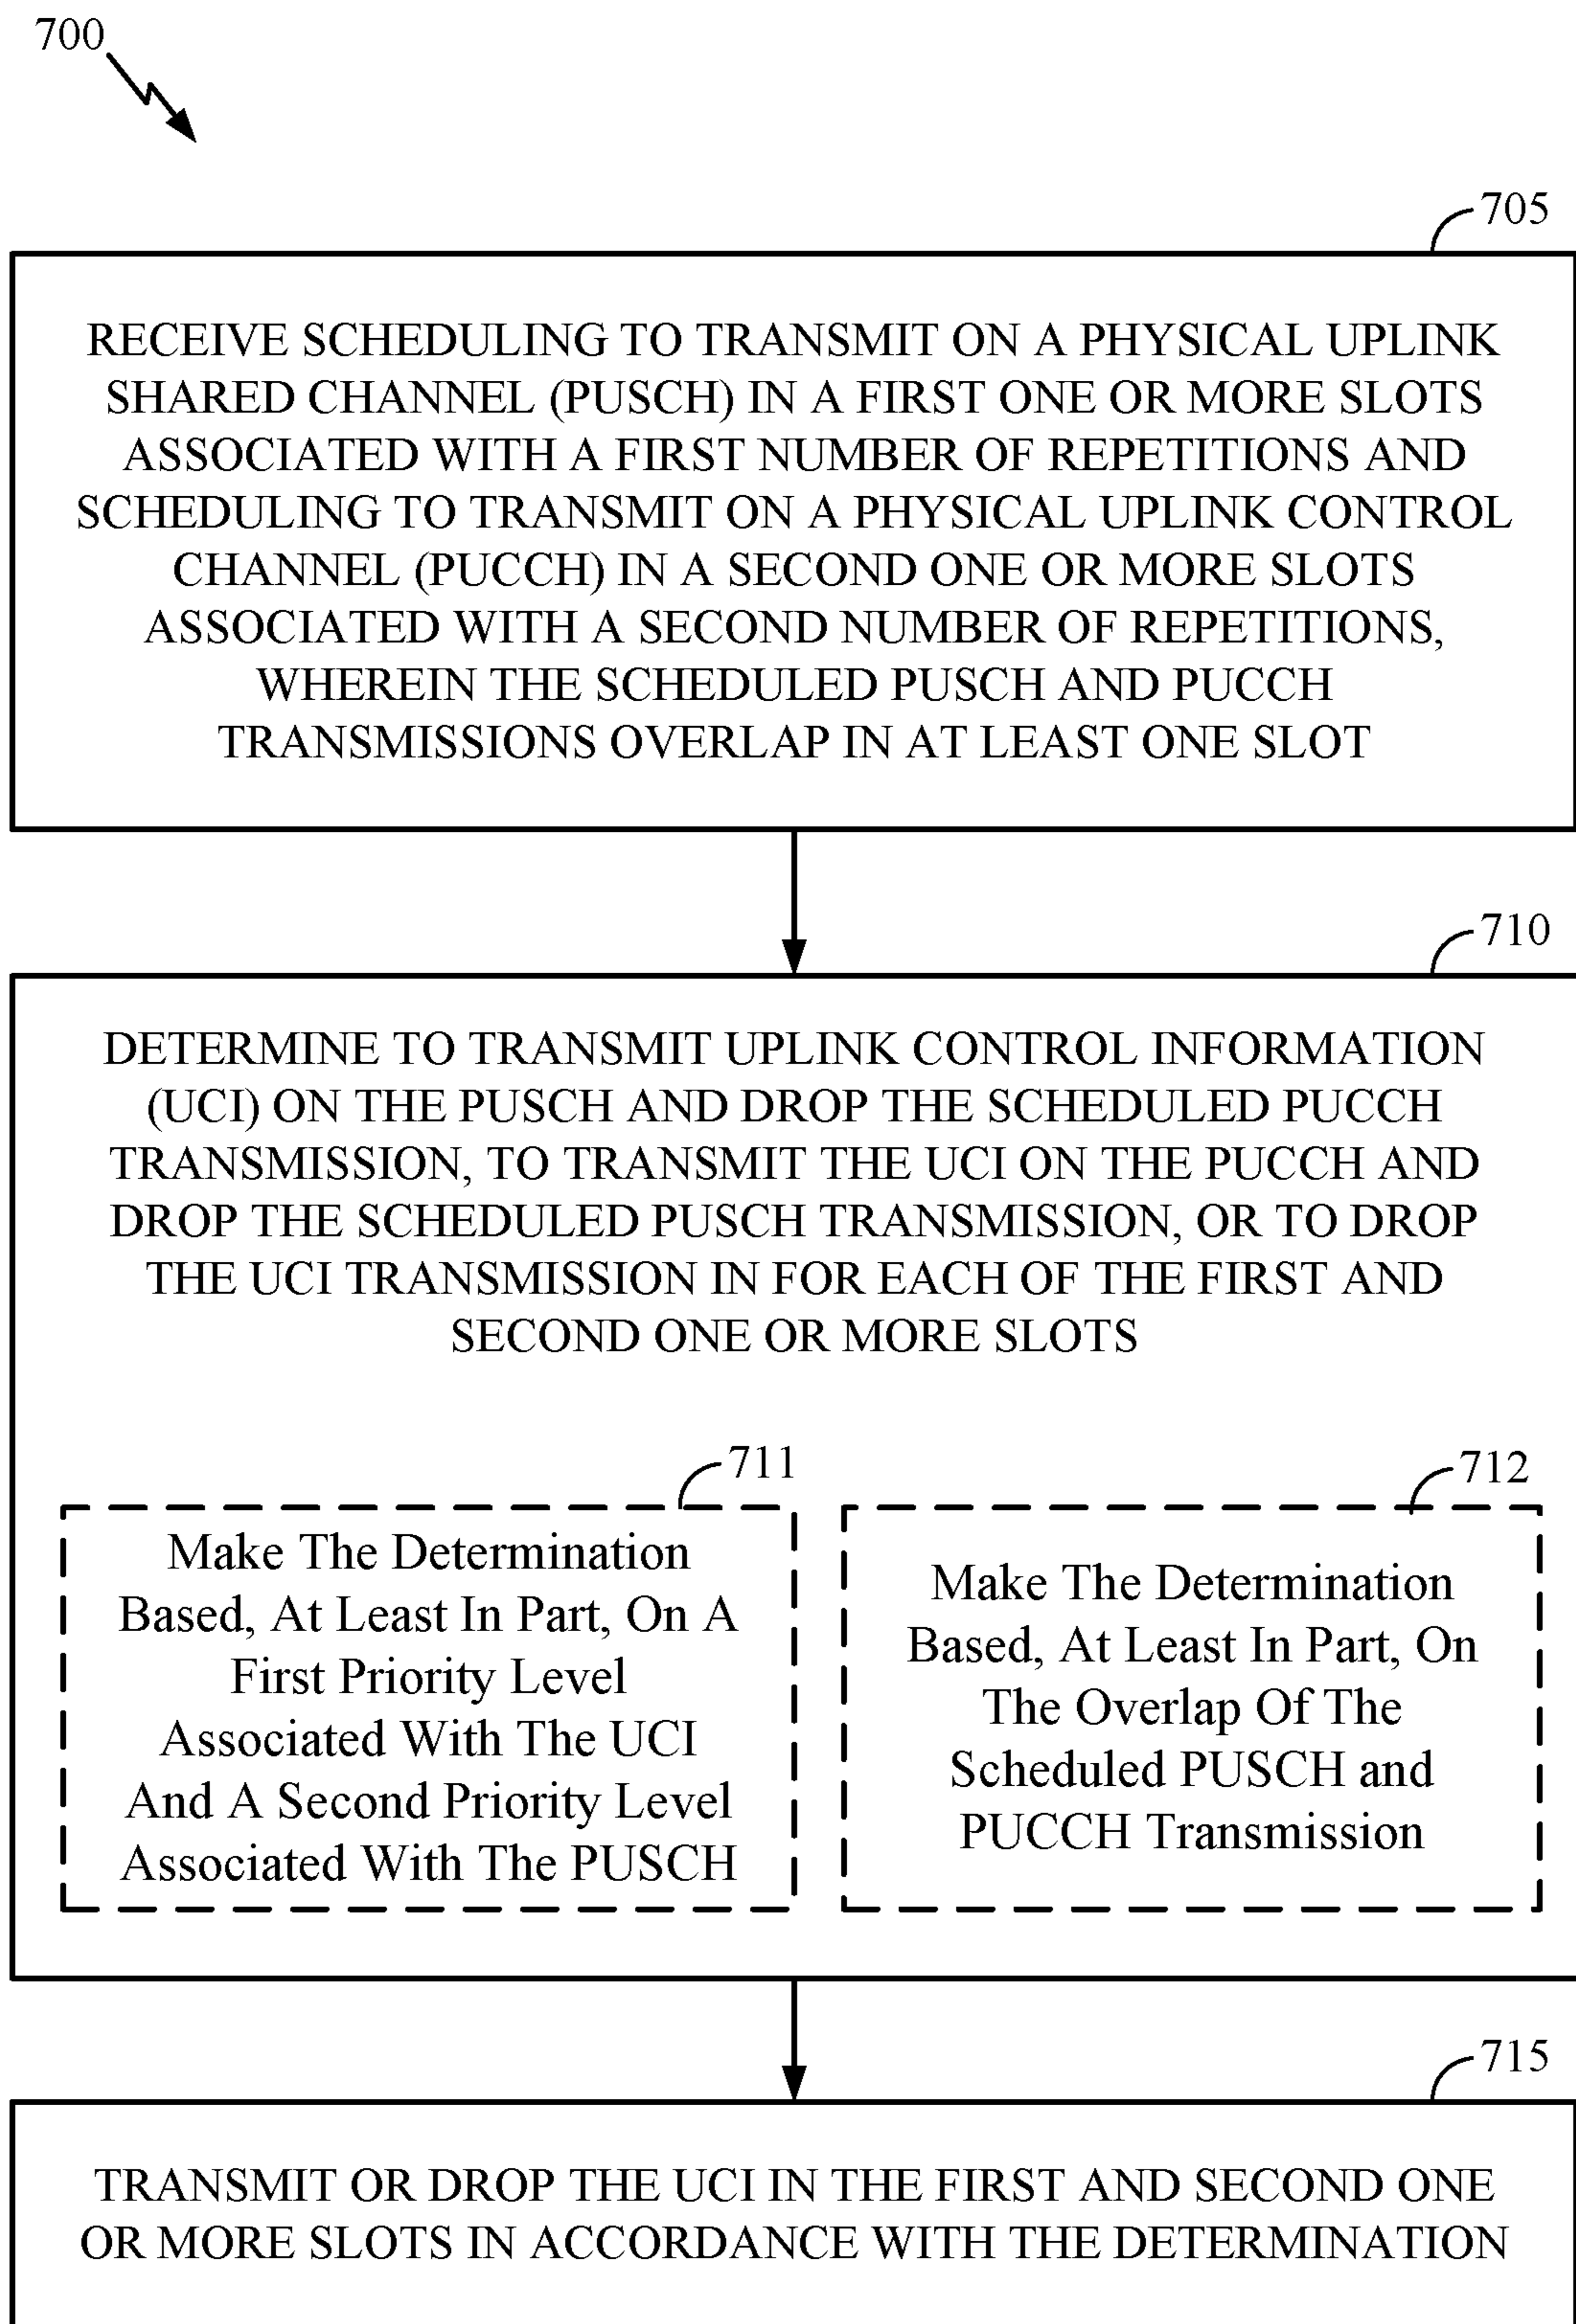 700
705
RECEIVE SCHEDULING TO TRANSMIT ON A PHYSICAL UPLINK
SHARED CHANNEL (PUSCH) IN A FIRST ONE OR MORE SLOTS
ASSOCIATED WITH A FIRST NUMBER OF REPETITIONS AND
SCHEDULING TO TRANSMIT ON A PHYSICAL UPLINK CONTROL
CHANNEL (PUCCH) IN A SECOND ONE OR MORE SLOTS
ASSOCIATED WITH A SECOND NUMBER OF REPETITIONS,
WHEREIN THE SCHEDULED PUSCH AND PUCCH
TRANSMISSIONS OVERLAP IN AT LEAST ONE SLOT
710
DETERMINE TO TRANSMIT UPLINK CONTROL INFORMATION
(UCI) ON THE PUSCH AND DROP THE SCHEDULED PUCCH
TRANSMISSION, TO TRANSMIT THE UCI ON THE PUCCH AND
DROP THE SCHEDULED PUSCH TRANSMISSION, OR TO DROP
THE UCI TRANSMISSION IN FOR EACH OF THE FIRST AND
SECOND ONE OR MORE SLOTS
711
Make The Determination
Based, At Least In Part, On A
First Priority Level
Associated With The UCI
And A Second Priority Level
Associated With The PUSCH
712
Make The Determination
Based, At Least In Part, On
The Overlap Of The
Scheduled PUSCH and
PUCCH Transmission
715
TRANSMIT OR DROP THE UCI IN THE FIRST AND SECOND ONE
OR MORE SLOTS IN ACCORDANCE WITH THE DETERMINATION